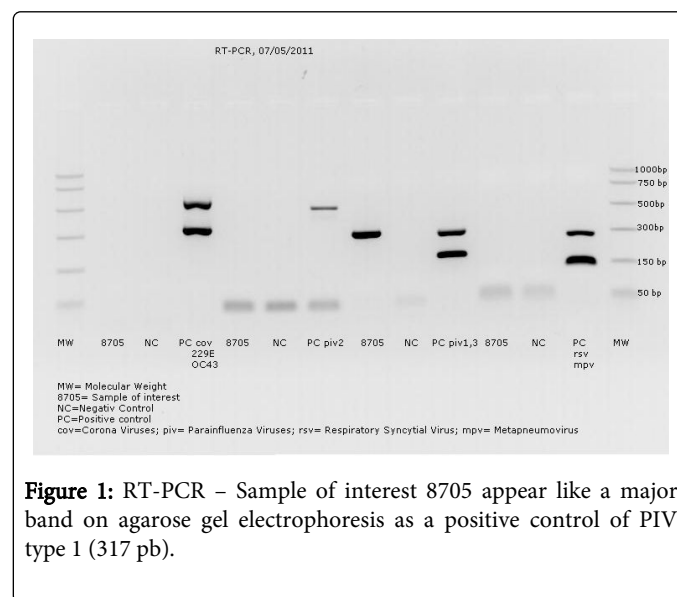 RT-PCR, 07/05/2011
1000bp
750 bp
500bp
300bp
150 bp
50 bp
MW 8705 NC PC cov 8705 NC PC piv2 8705 NC PC piv1,3 8705 NC PC MW
229E rsv
OC43 mpv
MW= Molecular Weight
8705= Sample of interest
NC=Negativ Control
PC=Positive control
cov=Corona Viruses; piv= Parainfluenza Viruses; rsv= Respiratory Syncytial Virus; mpv= Metapneumovirus
Figure 1: RT-PCR – Sample of interest 8705 appear like a major
band on agarose gel electrophoresis as a positive control of PIV
type 1 (317 pb).